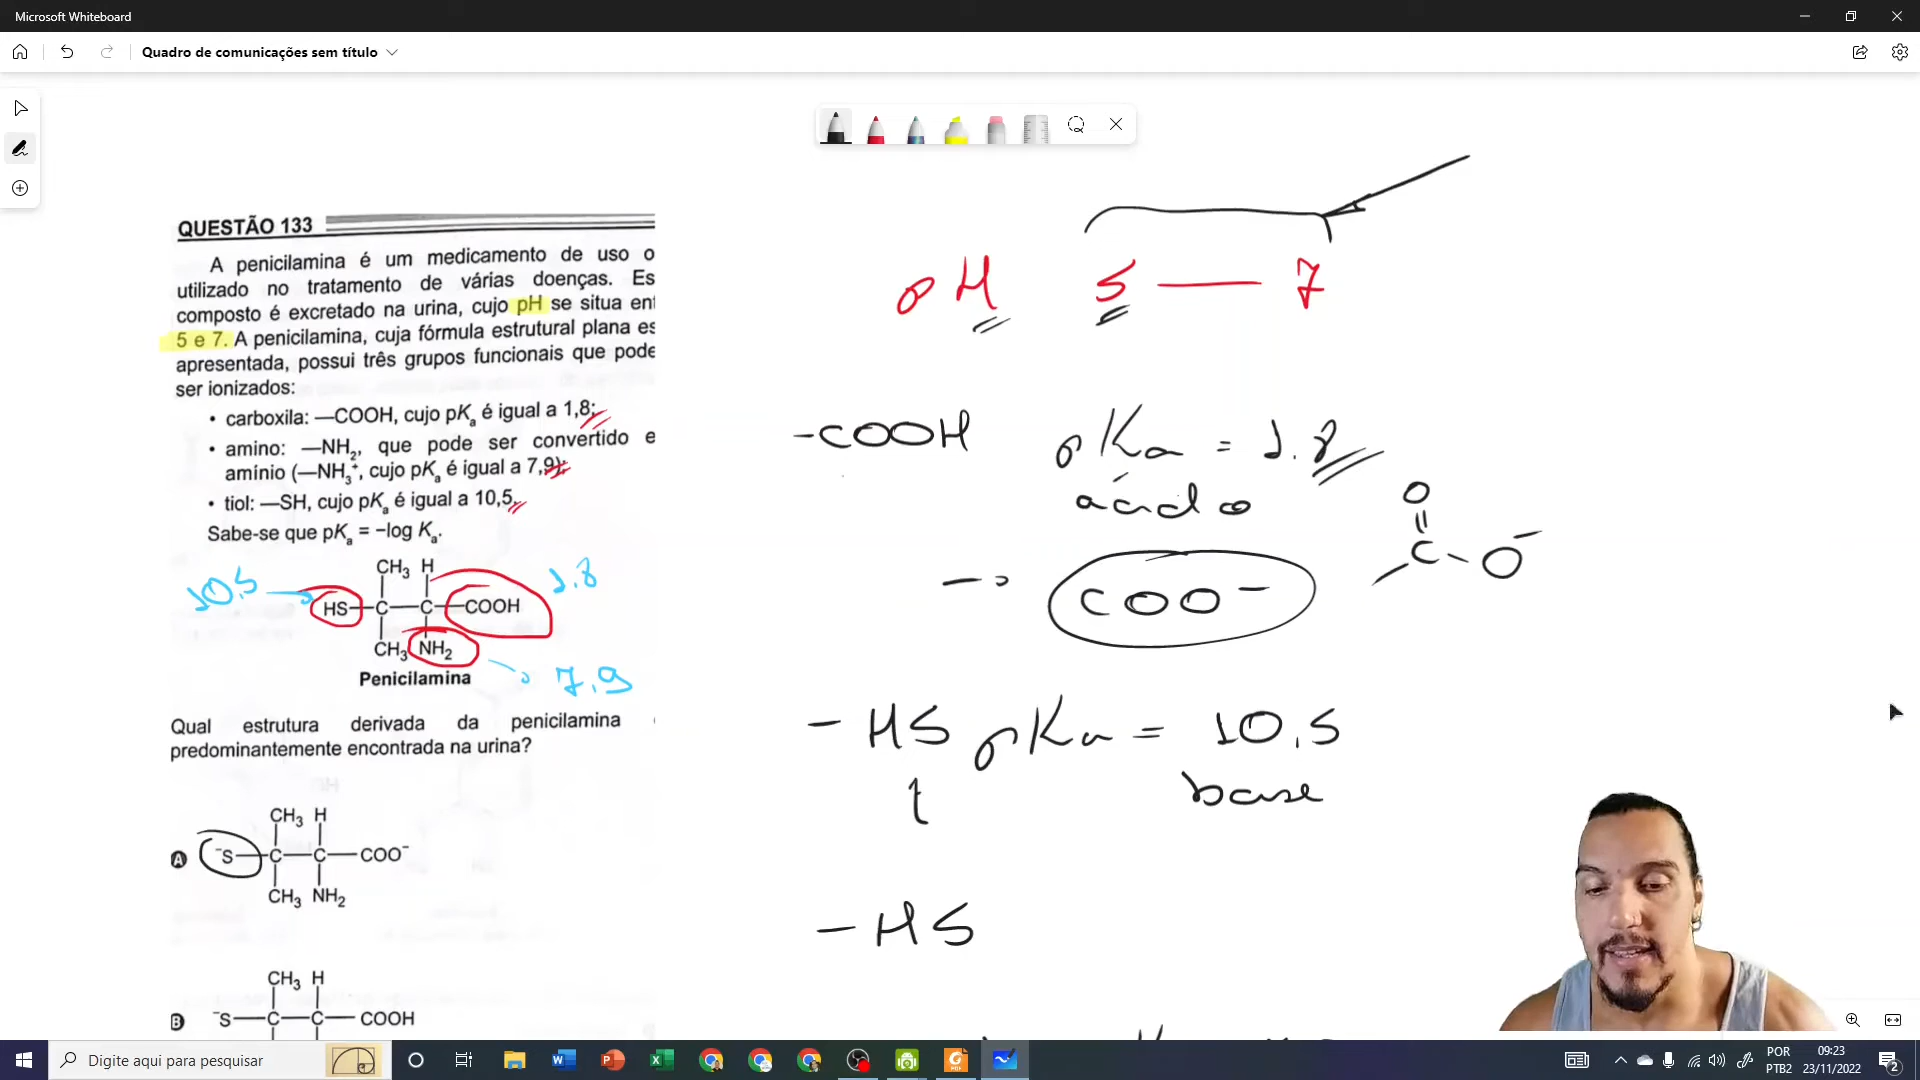 Microsoft Whiteboard
Quadro de comunicações sem título
QUESTÃO 133
A penicilamina é um medicamento de uso o
utilizado no tratamento de várias doenças. Es
composto é excretado na urina, cujo pH se situa ent
5 e 7. A penicilamina, cuja fórmula estrutural plana es
apresentada, possui três grupos funcionais que pode
ser ionizados:
• carboxila: —COOH, cujo pKa é igual a 1,8;
• amino: —NH2, que pode ser convertido e
amínio (—NH3+, cujo pKa é igual a 7,9);
• tiol: —SH, cujo pKa é igual a 10,5.
Sabe-se que pKa = −log Ka.
CH3 H
HS—C—C—COOH
CH3 NH2
Penicilamina
10.5
1.8
7.9
Qual estrutura derivada da penicilamina
predominantemente encontrada na urina?
CH3 H
A ⁻S—C—C—COO⁻
CH3 NH2
CH3 H
B ⁻S—C—C—COOH
pH 5 — 7
-COOH pKa = 1.8
ácido
COO-
O
C-O-
- HS pKa = 10.5
base
- HS
Digite aqui para pesquisar
POR
PTB2
09:23
23/11/2022
2